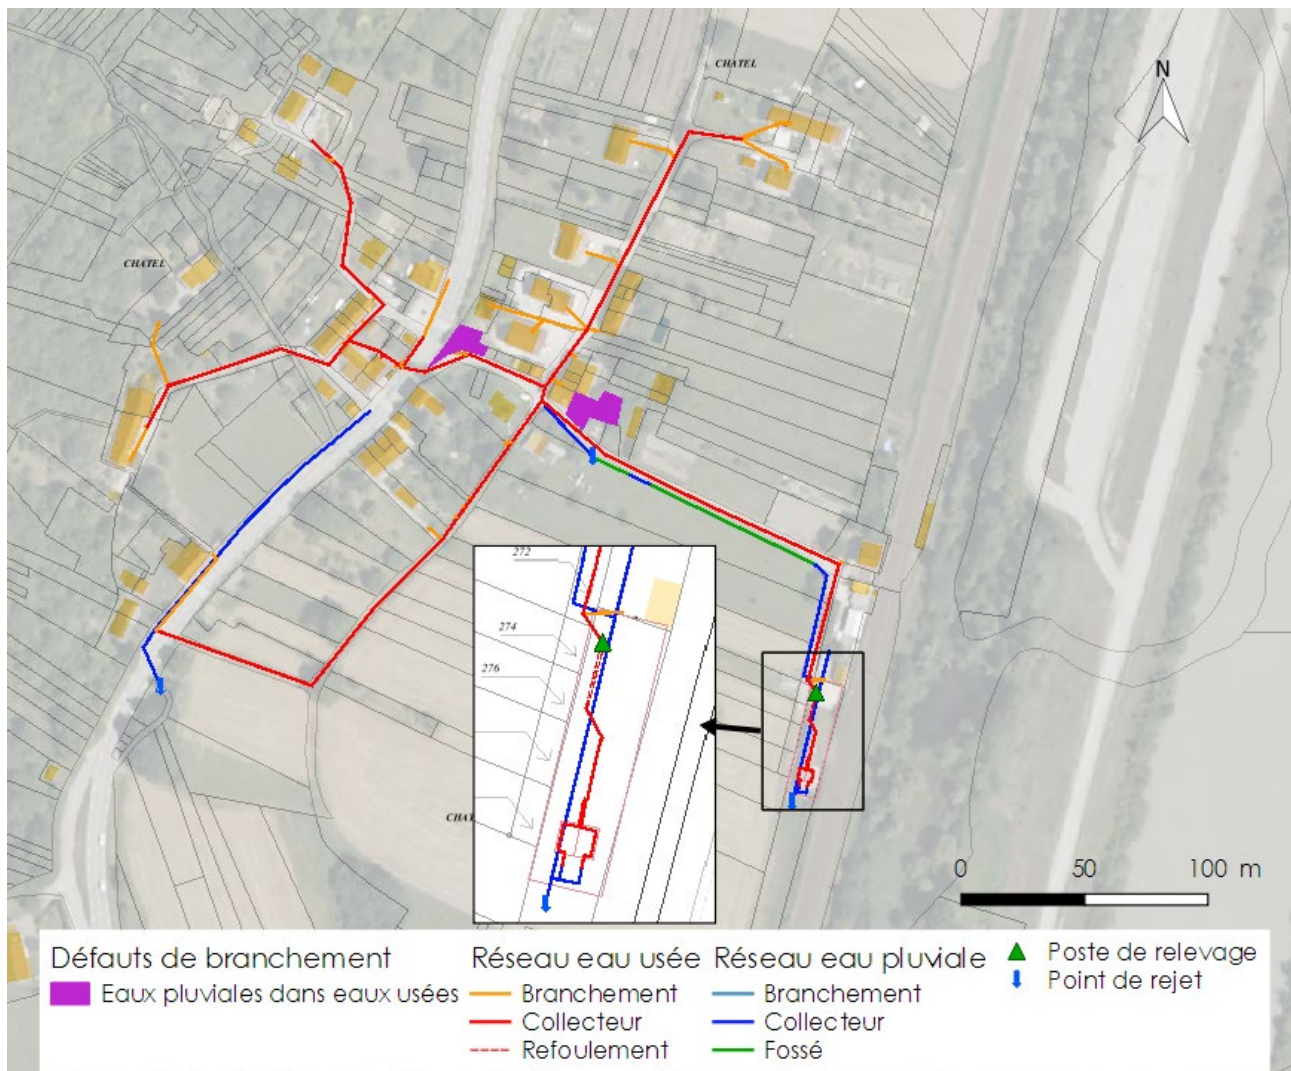 CHATEL
N
CHATEL
272
274
276
CHAT
0 50 100 m
Défauts de branchement
Eaux pluviales dans eaux usées
Réseau eau usée
Branchement
Collecteur
Refoulement
Réseau eau pluviale
Branchement
Collecteur
Fossé
Poste de relevage
Point de rejet